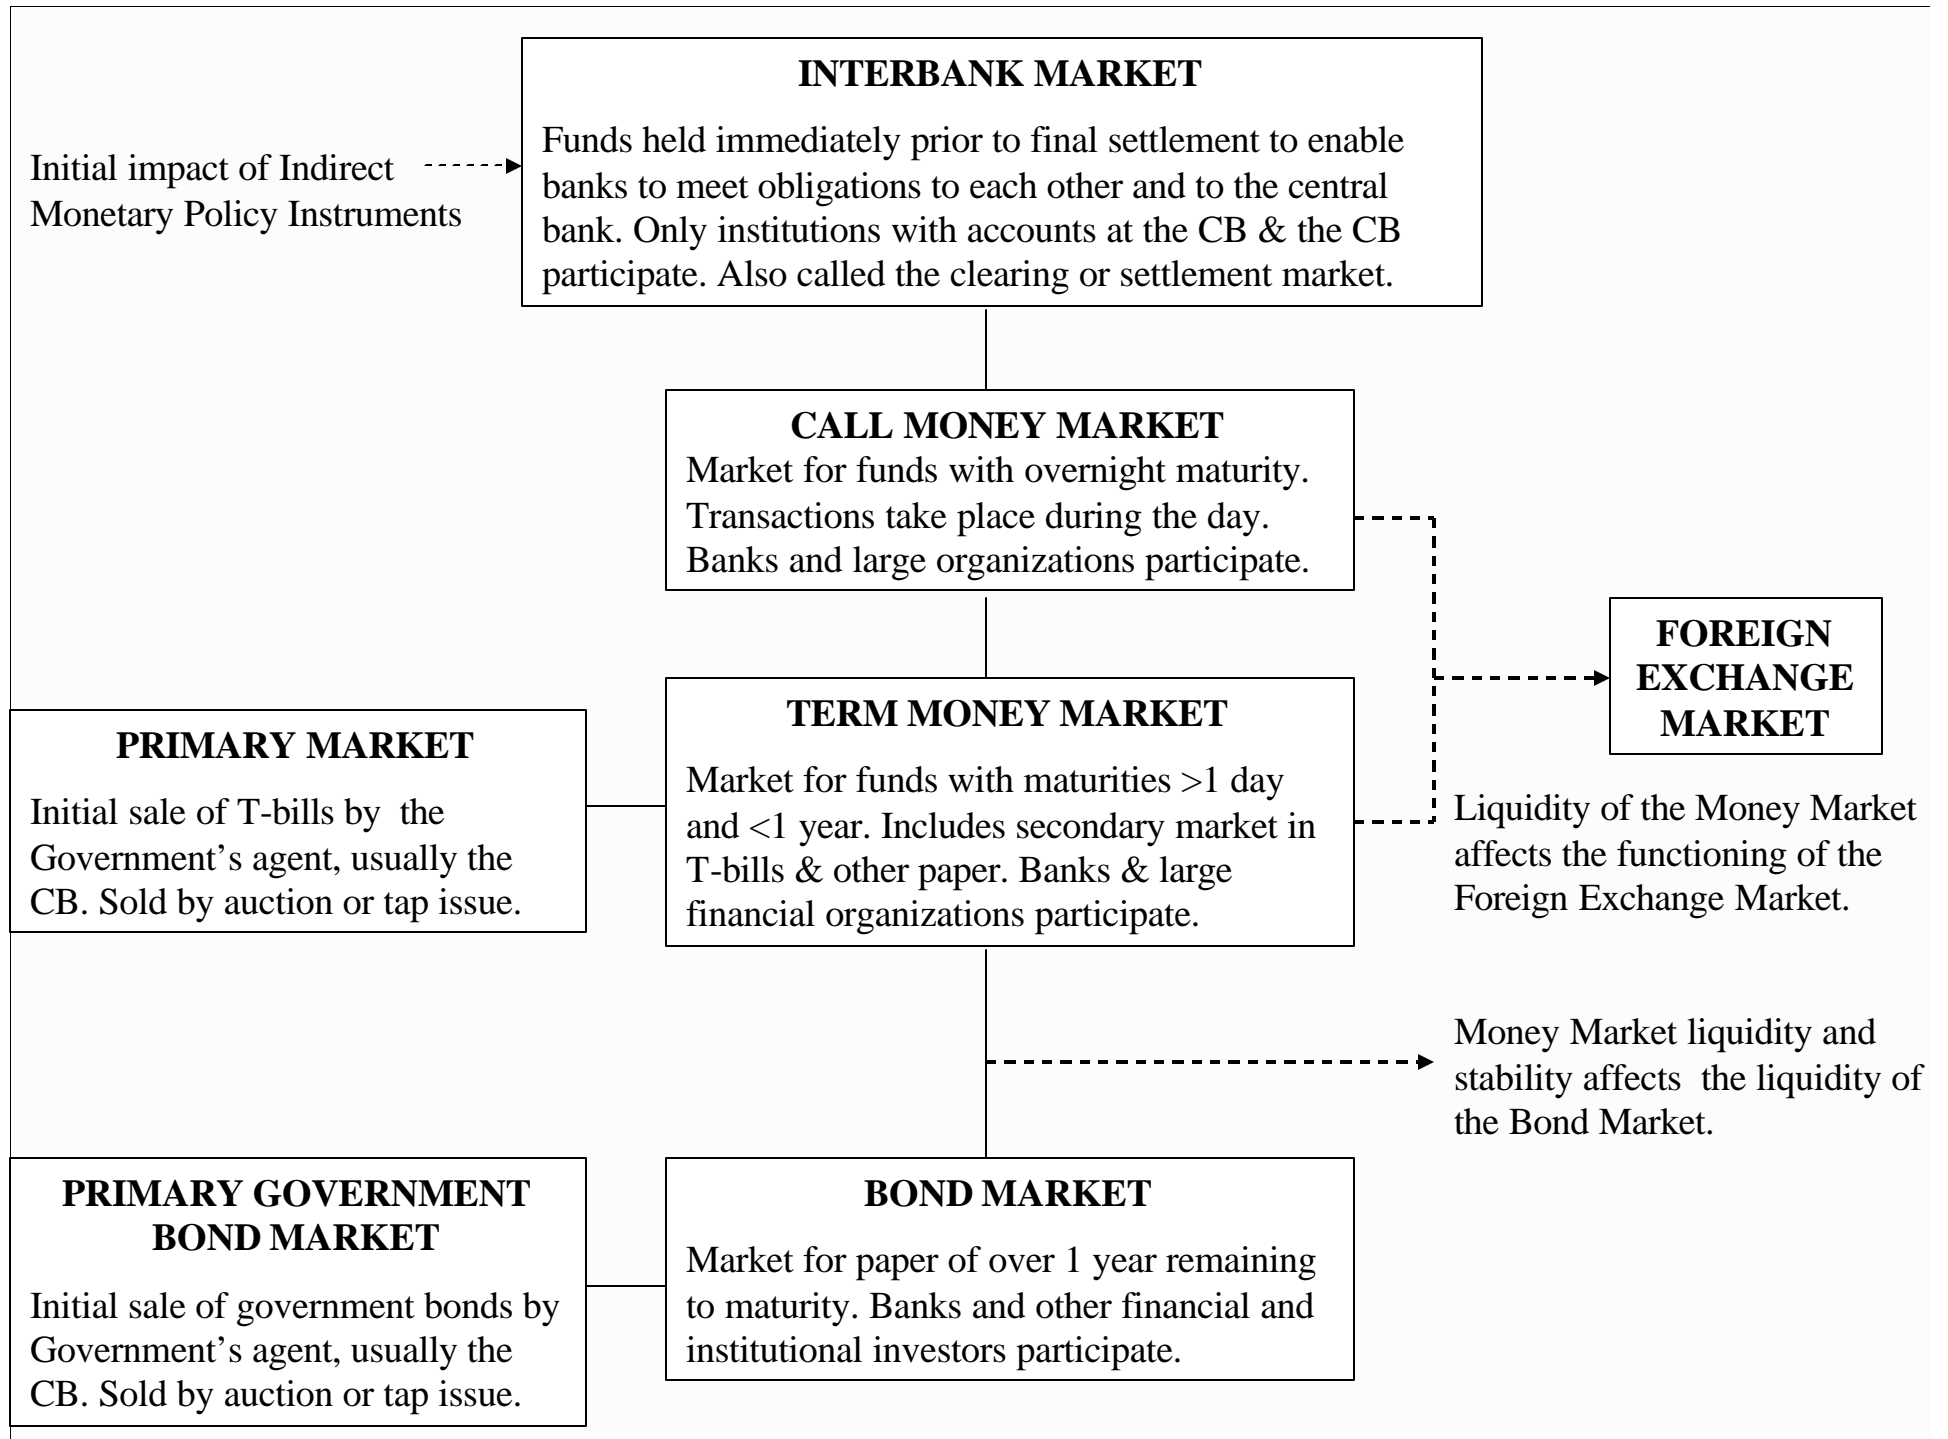 INTERBANK MARKET
Funds held immediately prior to final settlement to enable
banks to meet obligations to each other and to the central
bank. Only institutions with accounts at the CB & the CB
participate. Also called the clearing or settlement market.
Initial impact of Indirect
Monetary Policy Instruments
CALL MONEY MARKET
Market for funds with overnight maturity.
Transactions take place during the day.
Banks and large organizations participate.
FOREIGN
EXCHANGE
MARKET
TERM MONEY MARKET
Market for funds with maturities >1 day
and <1 year. Includes secondary market in
T-bills & other paper. Banks & large
financial organizations participate.
PRIMARY MARKET
Initial sale of T-bills by the
Government’s agent, usually the
CB. Sold by auction or tap issue.
Liquidity of the Money Market
affects the functioning of the
Foreign Exchange Market.
Money Market liquidity and
stability affects the liquidity of
the Bond Market.
PRIMARY GOVERNMENT
BOND MARKET
Initial sale of government bonds by
Government’s agent, usually the
CB. Sold by auction or tap issue.
BOND MARKET
Market for paper of over 1 year remaining
to maturity. Banks and other financial and
institutional investors participate.